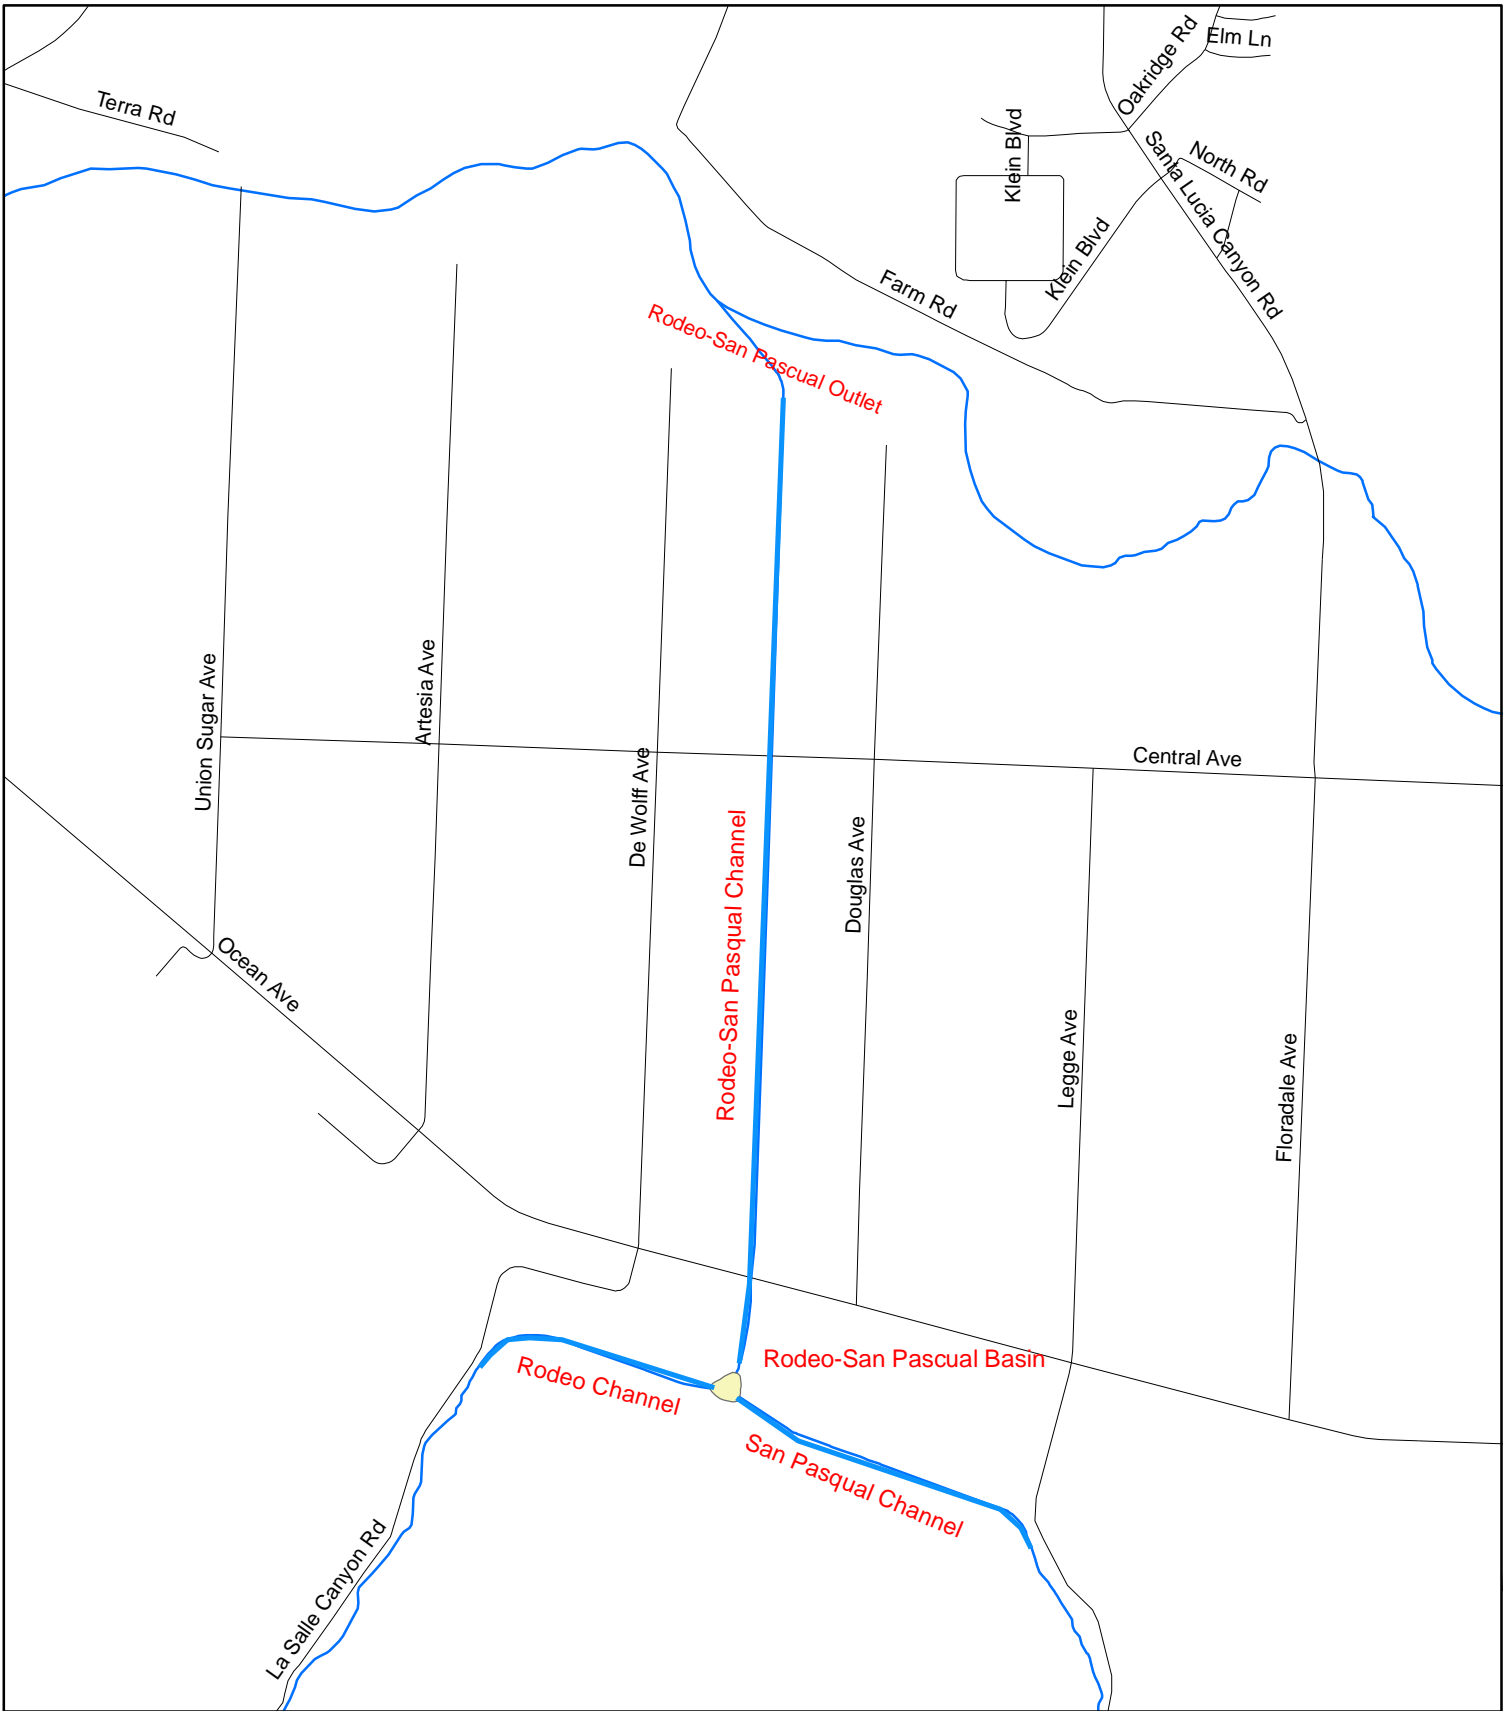 Elm Ln
Oakridge Rd
Terra Rd
Klein Blvd
North Rd
Santa Lucia Canyon Rd
Klein Blvd
Farm Rd
Rodeo-San Pascual Outlet
Union Sugar Ave
Artesia Ave
Central Ave
De Wolff Ave
Rodeo-San Pasqual Channel
Douglas Ave
Ocean Ave
Legge Ave
Floradale Ave
Rodeo-San Pascual Basin
Rodeo Channel
San Pasqual Channel
La Salle Canyon Rd